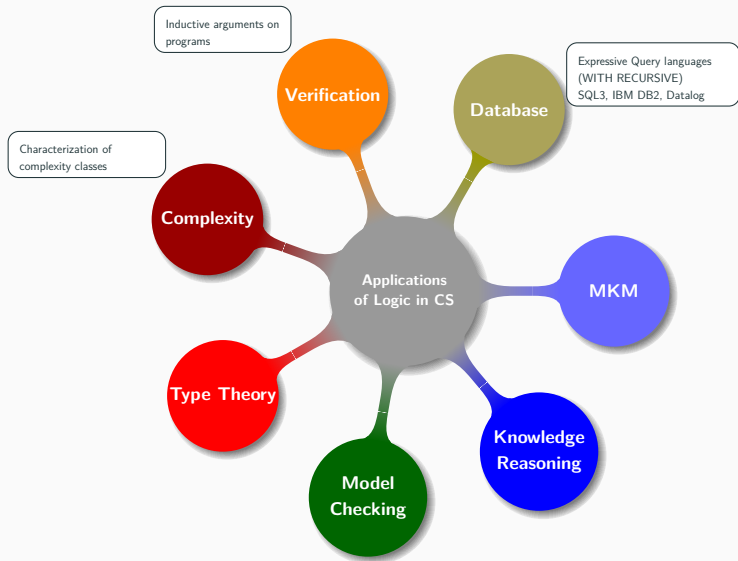 Inductive arguments on
programs
Verification
Expressive Query languages
(WITH RECURSIVE)
SQL3, IBM DB2, Datalog
Database
Characterization of
complexity classes
Complexity
Applications
of Logic in CS
MKM
Type Theory
Knowledge
Reasoning
Model
Checking